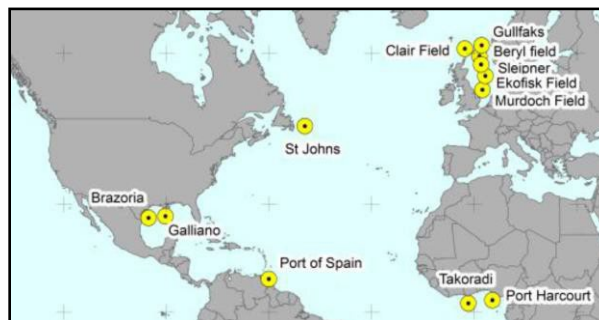 Gullfaks
Clair Field
Beryl field
Sleipner
Ekofisk Field
Murdoch Field
St Johns
Brazoria
Galliano
Port of Spain
Takoradi
Port Harcourt